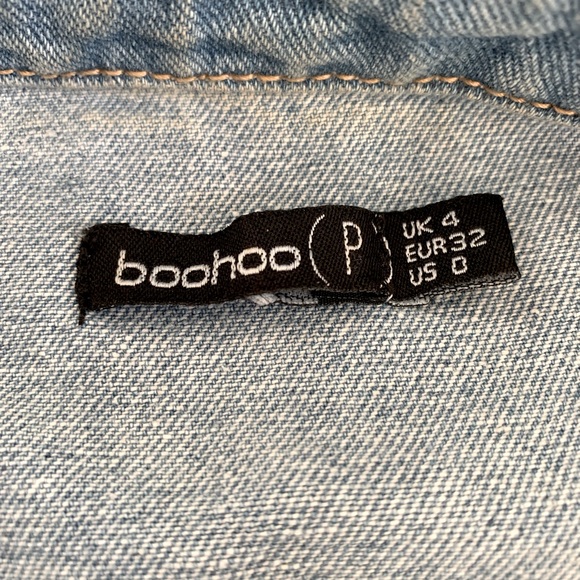 boohoo (P)
UK 4
EUR 32
US 0